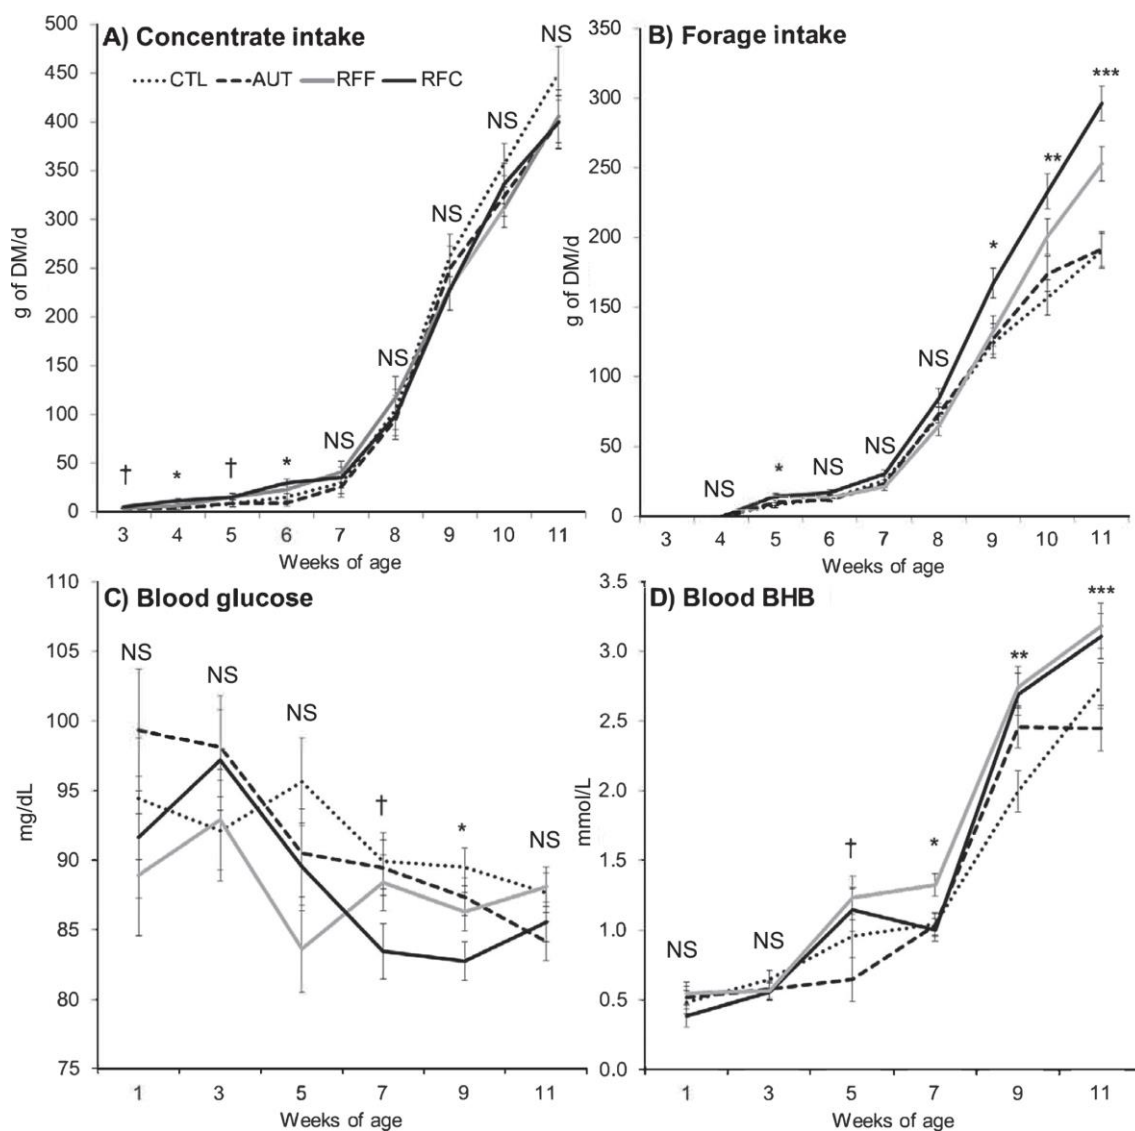 A) Concentrate intake
CTL AUT RFF RFC
g of DM/d
500
450
400
350
300
250
200
150
100
50
0
† * † * NS NS NS NS NS
3 4 5 6 7 8 9 10 11
Weeks of age
B) Forage intake
g of DM/d
350
300
250
200
150
100
50
0
NS * NS NS NS * ** ***
3 4 5 6 7 8 9 10 11
Weeks of age
C) Blood glucose
mg/dL
110
105
100
95
90
85
80
75
NS NS NS † * NS
1 3 5 7 9 11
Weeks of age
D) Blood BHB
mmol/L
3.5
3.0
2.5
2.0
1.5
1.0
0.5
0.0
NS NS † * ** ***
1 3 5 7 9 11
Weeks of age